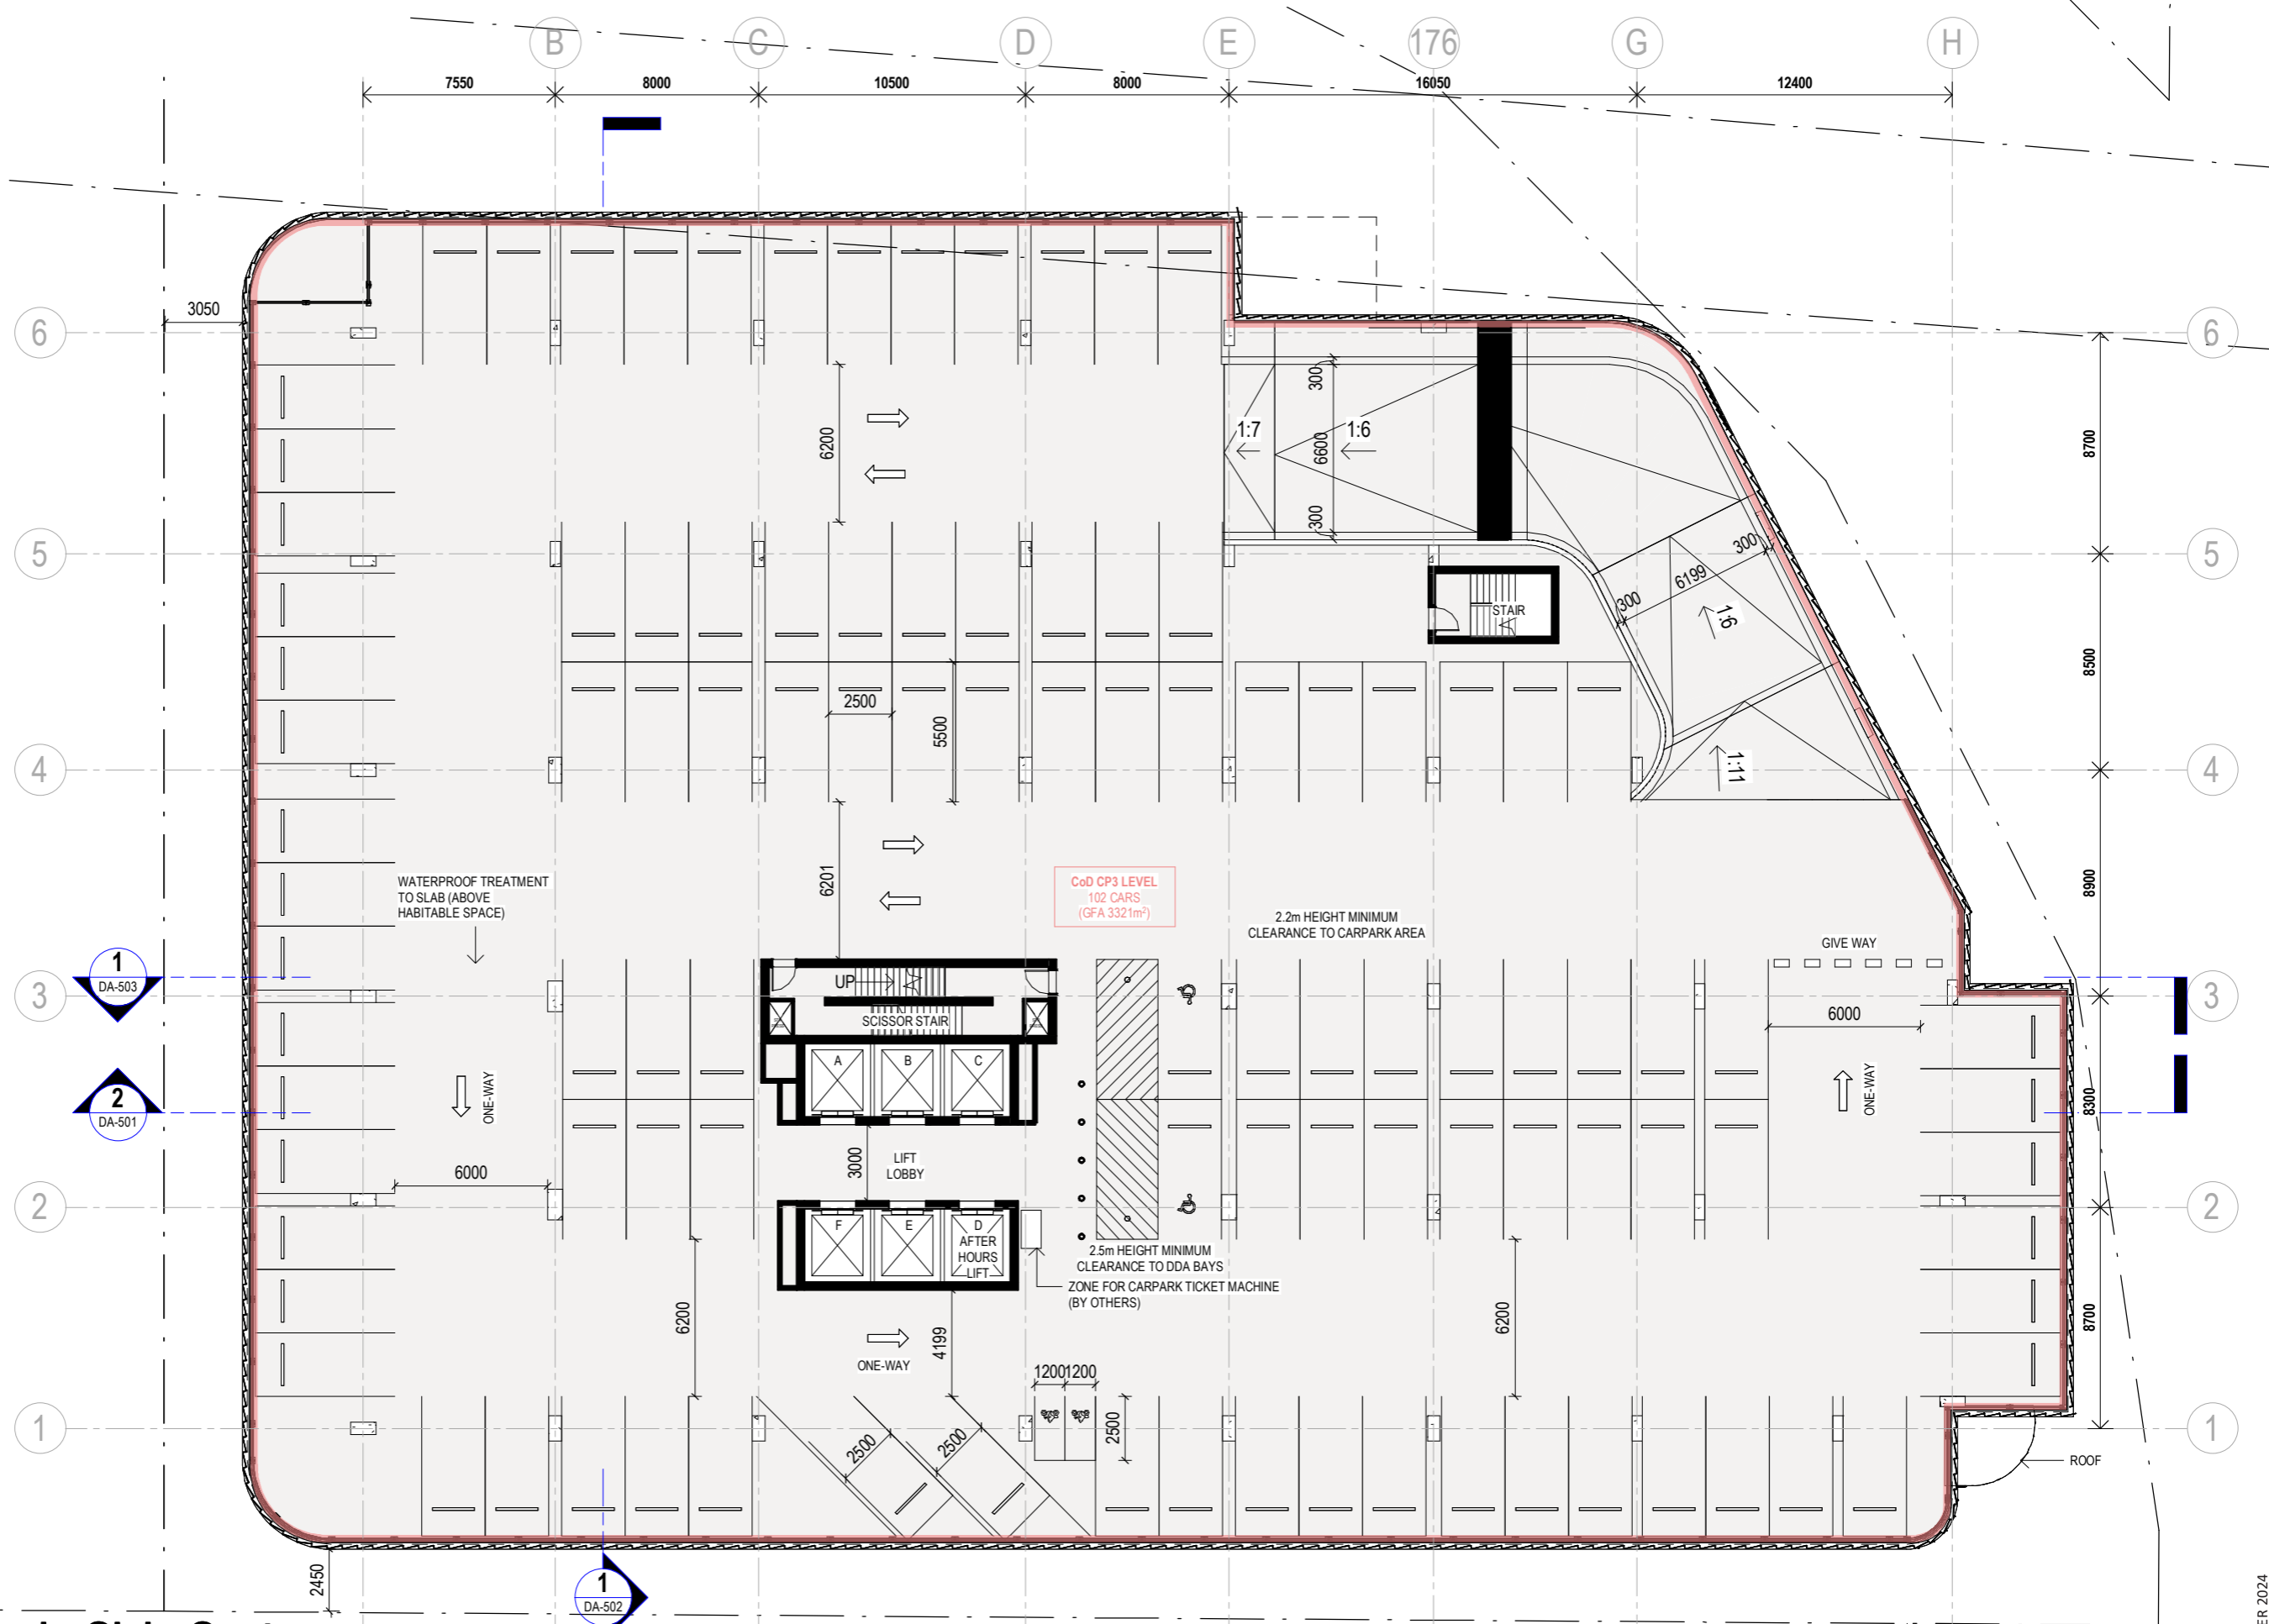 B
C
D
E
176
G
H
7550
8000
10500
8000
16050
12400
3050
6
6
300
1:7
1:6
6600
6200
8700
300
5
5
300
6199
300
STAIR
1:6
8500
2500
5500
4
4
1:11
6201
CoD CP3 LEVEL
102 CARS
(GFA 3321m²)
WATERPROOF TREATMENT
TO SLAB (ABOVE
HABITABLE SPACE)
8900
2.2m HEIGHT MINIMUM
CLEARANCE TO CARPARK AREA
GIVE WAY
1
DA-503
UP
3
3
SCISSOR STAIR
6000
A
B
C
2
DA-501
ONE-WAY
ONE-WAY
8300
3000
LIFT
LOBBY
6000
2
2
F
E
D
AFTER
HOURS
LIFT
2.5m HEIGHT MINIMUM
CLEARANCE TO DDA BAYS
ZONE FOR CARPARK TICKET MACHINE
(BY OTHERS)
6200
4199
6200
8700
ONE-WAY
1200
1200
2500
1
1
2500
2500
ROOF
2450
1
DA-502
ER 2024